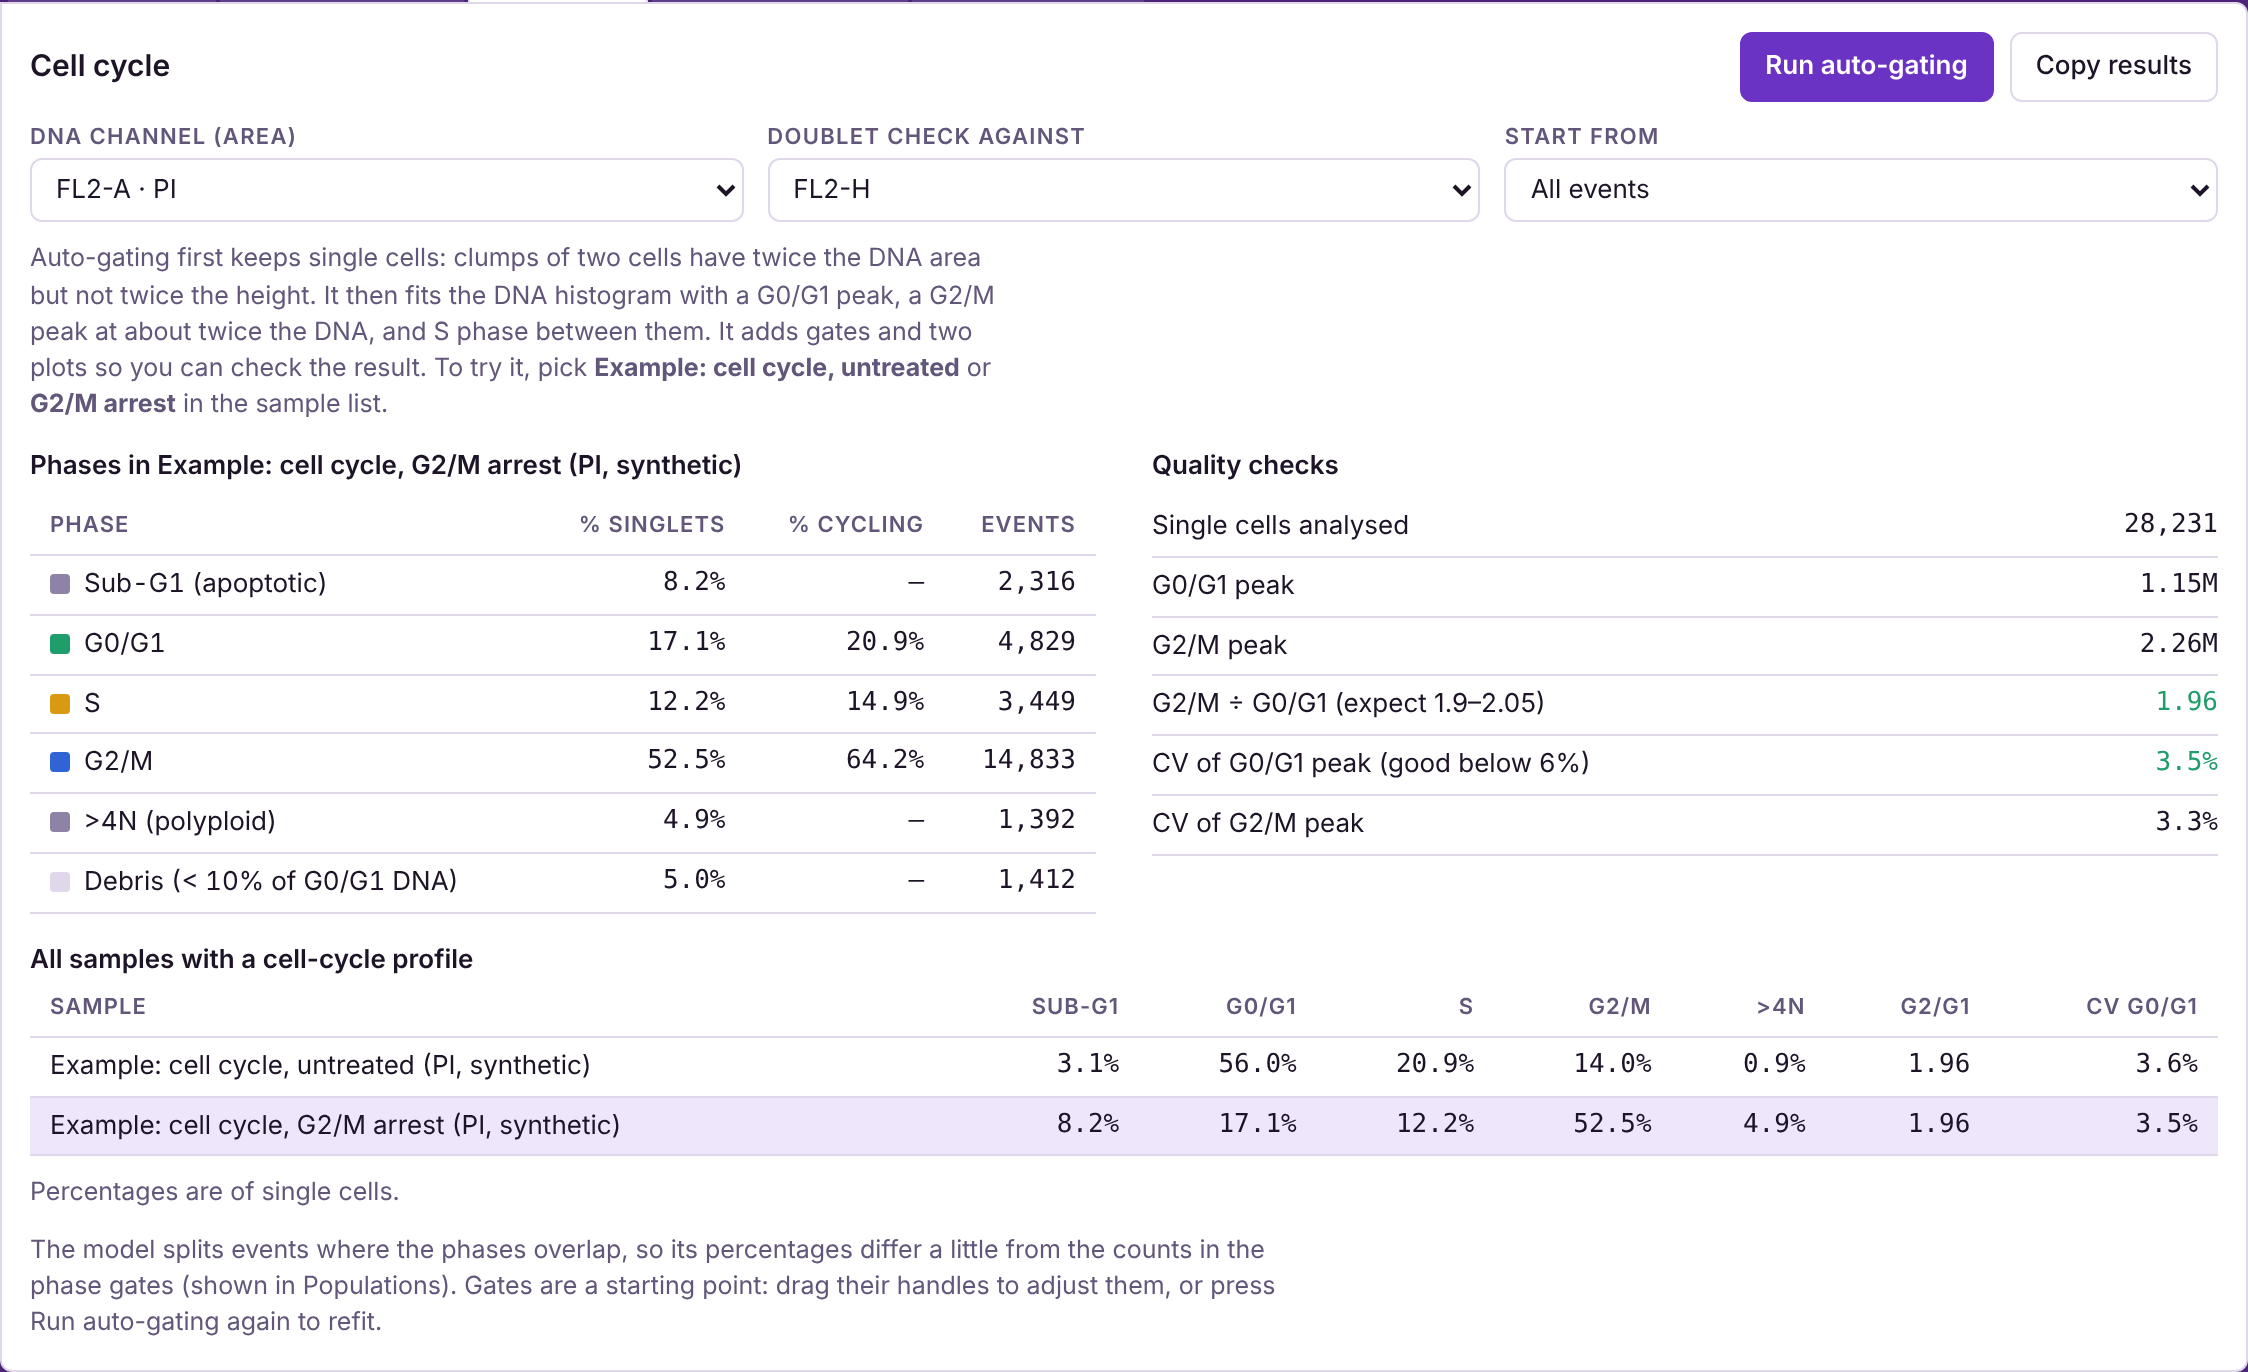 Cell cycle
Run auto-gating
Copy results
DNA CHANNEL (AREA)
DOUBLET CHECK AGAINST
START FROM
FL2-A · PI
FL2-H
All events
Auto-gating first keeps single cells: clumps of two cells have twice the DNA area
but not twice the height. It then fits the DNA histogram with a G0/G1 peak, a G2/M
peak at about twice the DNA, and S phase between them. It adds gates and two
plots so you can check the result. To try it, pick Example: cell cycle, untreated or
G2/M arrest in the sample list.
Phases in Example: cell cycle, G2/M arrest (PI, synthetic)
PHASE % SINGLETS % CYCLING EVENTS
Sub-G1 (apoptotic) 8.2% – 2,316
G0/G1 17.1% 20.9% 4,829
S 12.2% 14.9% 3,449
G2/M 52.5% 64.2% 14,833
>4N (polyploid) 4.9% – 1,392
Debris (< 10% of G0/G1 DNA) 5.0% – 1,412
Quality checks
Single cells analysed 28,231
G0/G1 peak 1.15M
G2/M peak 2.26M
G2/M ÷ G0/G1 (expect 1.9–2.05) 1.96
CV of G0/G1 peak (good below 6%) 3.5%
CV of G2/M peak 3.3%
All samples with a cell-cycle profile
SAMPLE SUB-G1 G0/G1 S G2/M >4N G2/G1 CV G0/G1
Example: cell cycle, untreated (PI, synthetic) 3.1% 56.0% 20.9% 14.0% 0.9% 1.96 3.6%
Example: cell cycle, G2/M arrest (PI, synthetic) 8.2% 17.1% 12.2% 52.5% 4.9% 1.96 3.5%
Percentages are of single cells.
The model splits events where the phases overlap, so its percentages differ a little from the counts in the
phase gates (shown in Populations). Gates are a starting point: drag their handles to adjust them, or press
Run auto-gating again to refit.